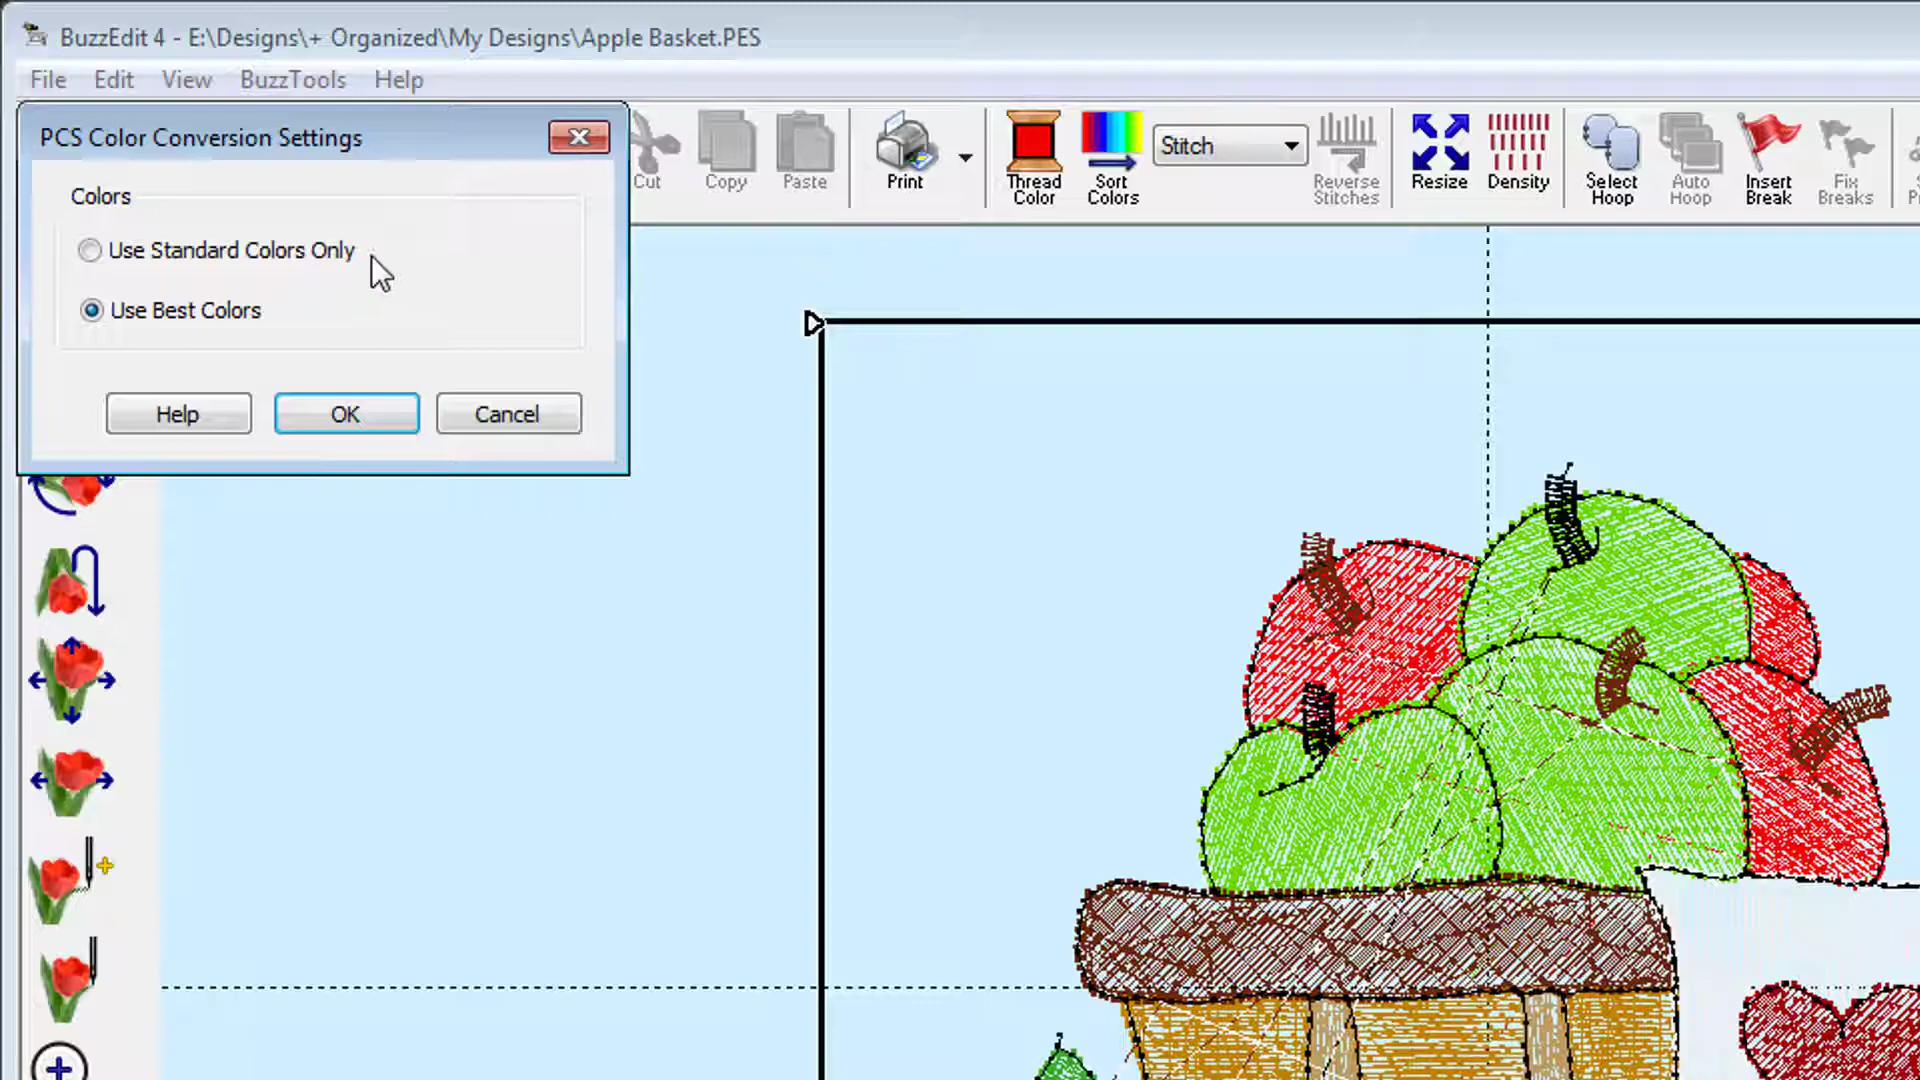 BuzzEdit 4 - E:\Designs\+ Organized\My Designs\Apple Basket.PES
File Edit View BuzzTools Help
PCS Color Conversion Settings
Colors
Use Standard Colors Only
Use Best Colors
Help OK Cancel
Cut Copy Paste Print
Thread
Color
Sort
Colors
Stitch
Reverse
Stitches
Resize Density
Select
Hoop
Auto
Hoop
Insert
Break
Fix
Breaks